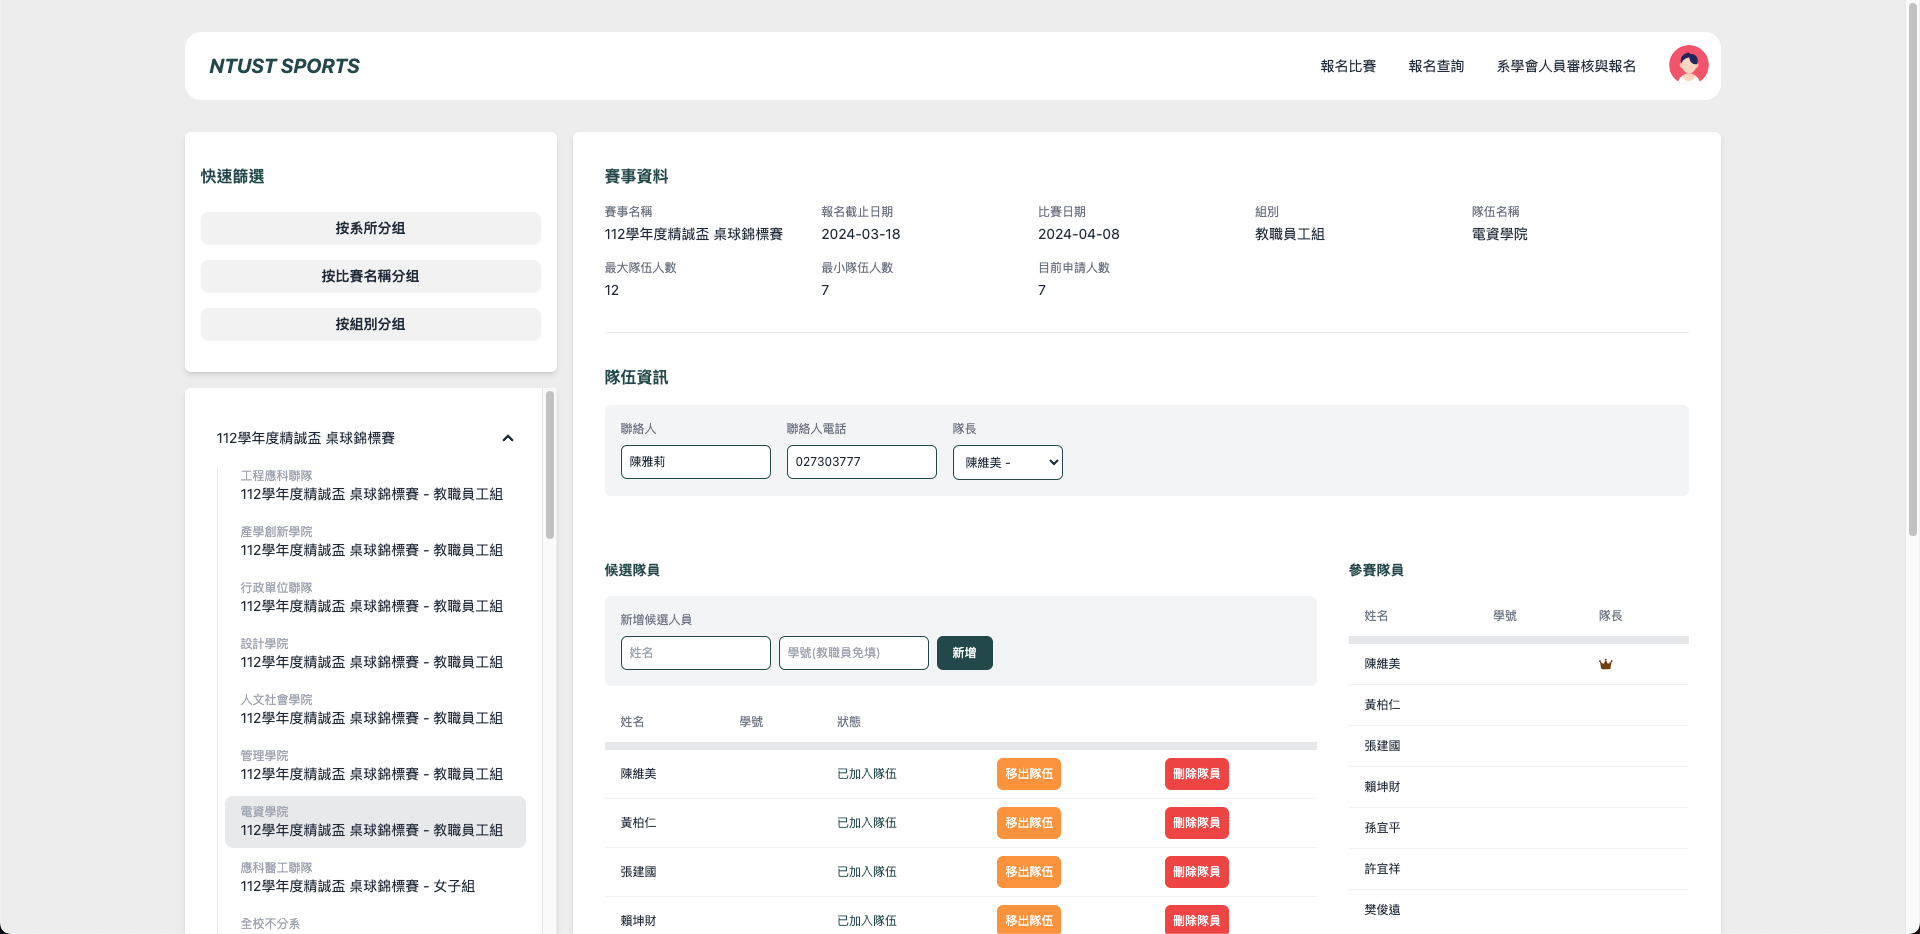 NTUST SPORTS
報名比賽 報名查詢 系學會人員審核與報名
快速篩選
按系所分組
按比賽名稱分組
按組別分組
112學年度精誠盃 桌球錦標賽
工程應科聯隊
112學年度精誠盃 桌球錦標賽 - 教職員工組
產學創新學院
112學年度精誠盃 桌球錦標賽 - 教職員工組
行政單位聯隊
112學年度精誠盃 桌球錦標賽 - 教職員工組
設計學院
112學年度精誠盃 桌球錦標賽 - 教職員工組
人文社會學院
112學年度精誠盃 桌球錦標賽 - 教職員工組
管理學院
112學年度精誠盃 桌球錦標賽 - 教職員工組
電資學院
112學年度精誠盃 桌球錦標賽 - 教職員工組
應科醫工聯隊
112學年度精誠盃 桌球錦標賽 - 女子組
全校不分系
賽事資料
賽事名稱 報名截止日期 比賽日期 組別 隊伍名稱
112學年度精誠盃 桌球錦標賽 2024-03-18 2024-04-08 教職員工組 電資學院
最大隊伍人數 最小隊伍人數 目前申請人數
12 7 7
隊伍資訊
聯絡人 聯絡人電話 隊長
陳雅莉 027303777 陳維美 -
候選隊員
新增候選人員
姓名 學號(教職員免填) 新增
姓名 學號 狀態
陳維美 已加入隊伍 移出隊伍 刪除隊員
黃柏仁 已加入隊伍 移出隊伍 刪除隊員
張建國 已加入隊伍 移出隊伍 刪除隊員
賴坤財 已加入隊伍 移出隊伍 刪除隊員
參賽隊員
姓名 學號 隊長
陳維美
黃柏仁
張建國
賴坤財
孫宜平
許宜祥
樊俊遠